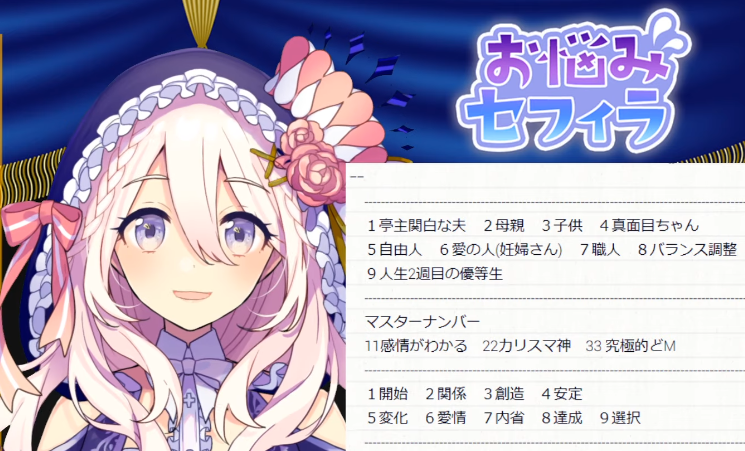 お悩み
セフィラ
--
1亭主関白な夫 2母親 3子供 4真面目ちゃん
5自由人 6愛の人(妊婦さん) 7職人 8バランス調整
9人生2週目の優等生
マスターナンバー
11感情がわかる 22カリスマ神 33 究極的どM
1開始 2関係 3創造 4安定
5変化 6愛情 7内省 8達成 9選択